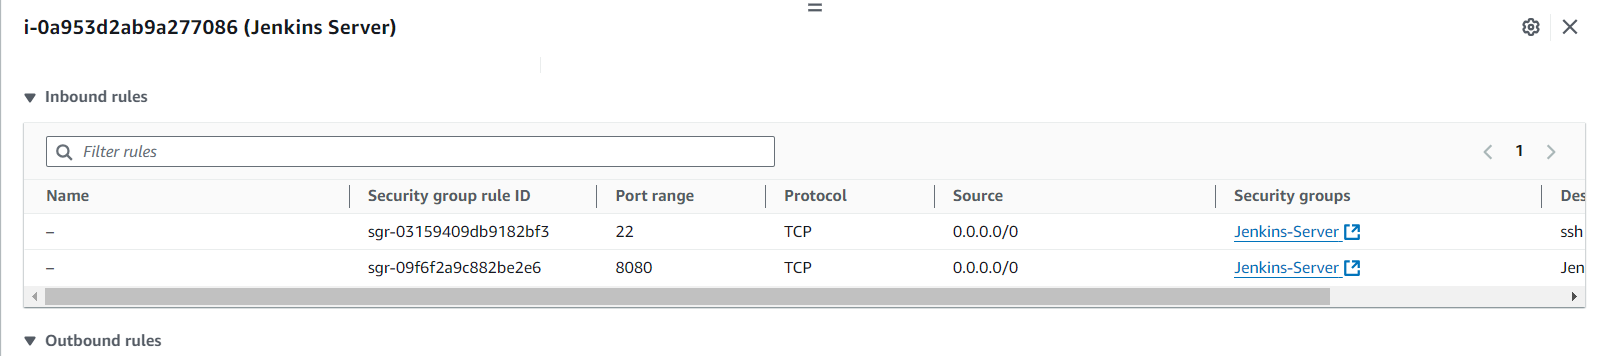 i-0a953d2ab9a277086 (Jenkins Server)
Inbound rules
Filter rules
1
Name Security group rule ID Port range Protocol Source Security groups Des
– sgr-03159409db9182bf3 22 TCP 0.0.0.0/0 Jenkins-Server ssh
– sgr-09f6f2a9c882be2e6 8080 TCP 0.0.0.0/0 Jenkins-Server Jen
Outbound rules